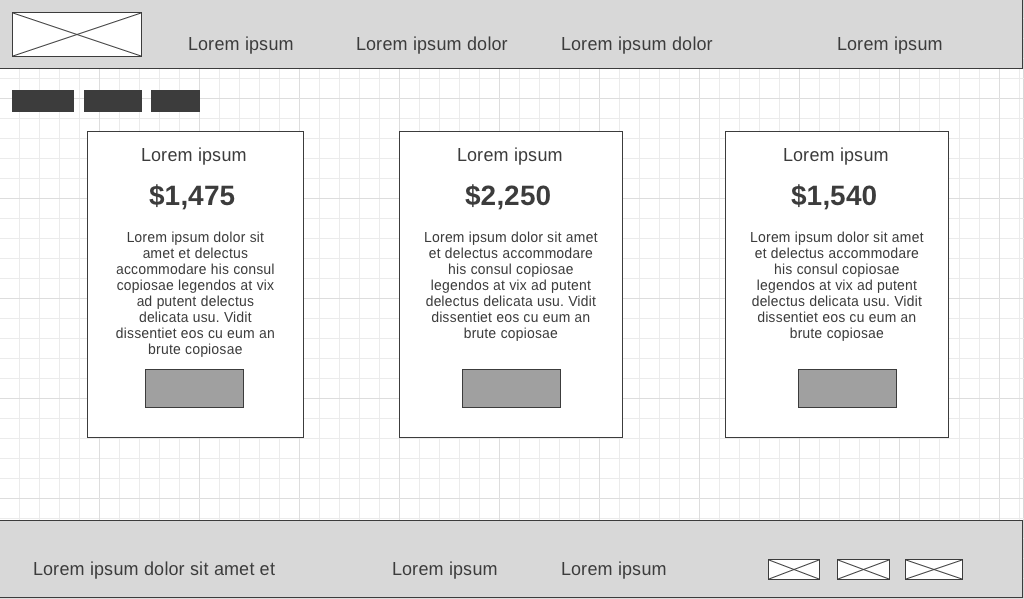 Lorem ipsum
Lorem ipsum dolor
Lorem ipsum dolor
Lorem ipsum
Lorem ipsum
$1,475
Lorem ipsum dolor sit
amet et delectus
accommodare his consul
copiosae legendos at vix
ad putent delectus
delicata usu. Vidit
dissentiet eos cu eum an
brute copiosae
Lorem ipsum
$2,250
Lorem ipsum dolor sit amet
et delectus accommodare
his consul copiosae
legendos at vix ad putent
delectus delicata usu. Vidit
dissentiet eos cu eum an
brute copiosae
Lorem ipsum
$1,540
Lorem ipsum dolor sit amet
et delectus accommodare
his consul copiosae
legendos at vix ad putent
delectus delicata usu. Vidit
dissentiet eos cu eum an
brute copiosae
Lorem ipsum dolor sit amet et
Lorem ipsum
Lorem ipsum